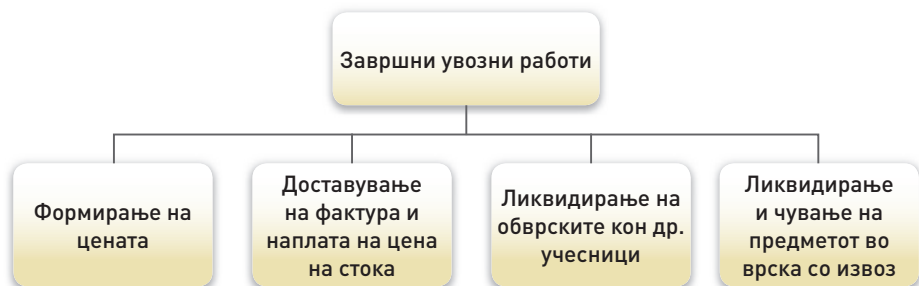 Завршни увозни работи
Формирање на
цената
Доставување
на фактура и
наплата на цена
на стока
Ликвидирање на
обврските кон др.
учесници
Ликвидирање
и чување на
предметот во
врска со извоз